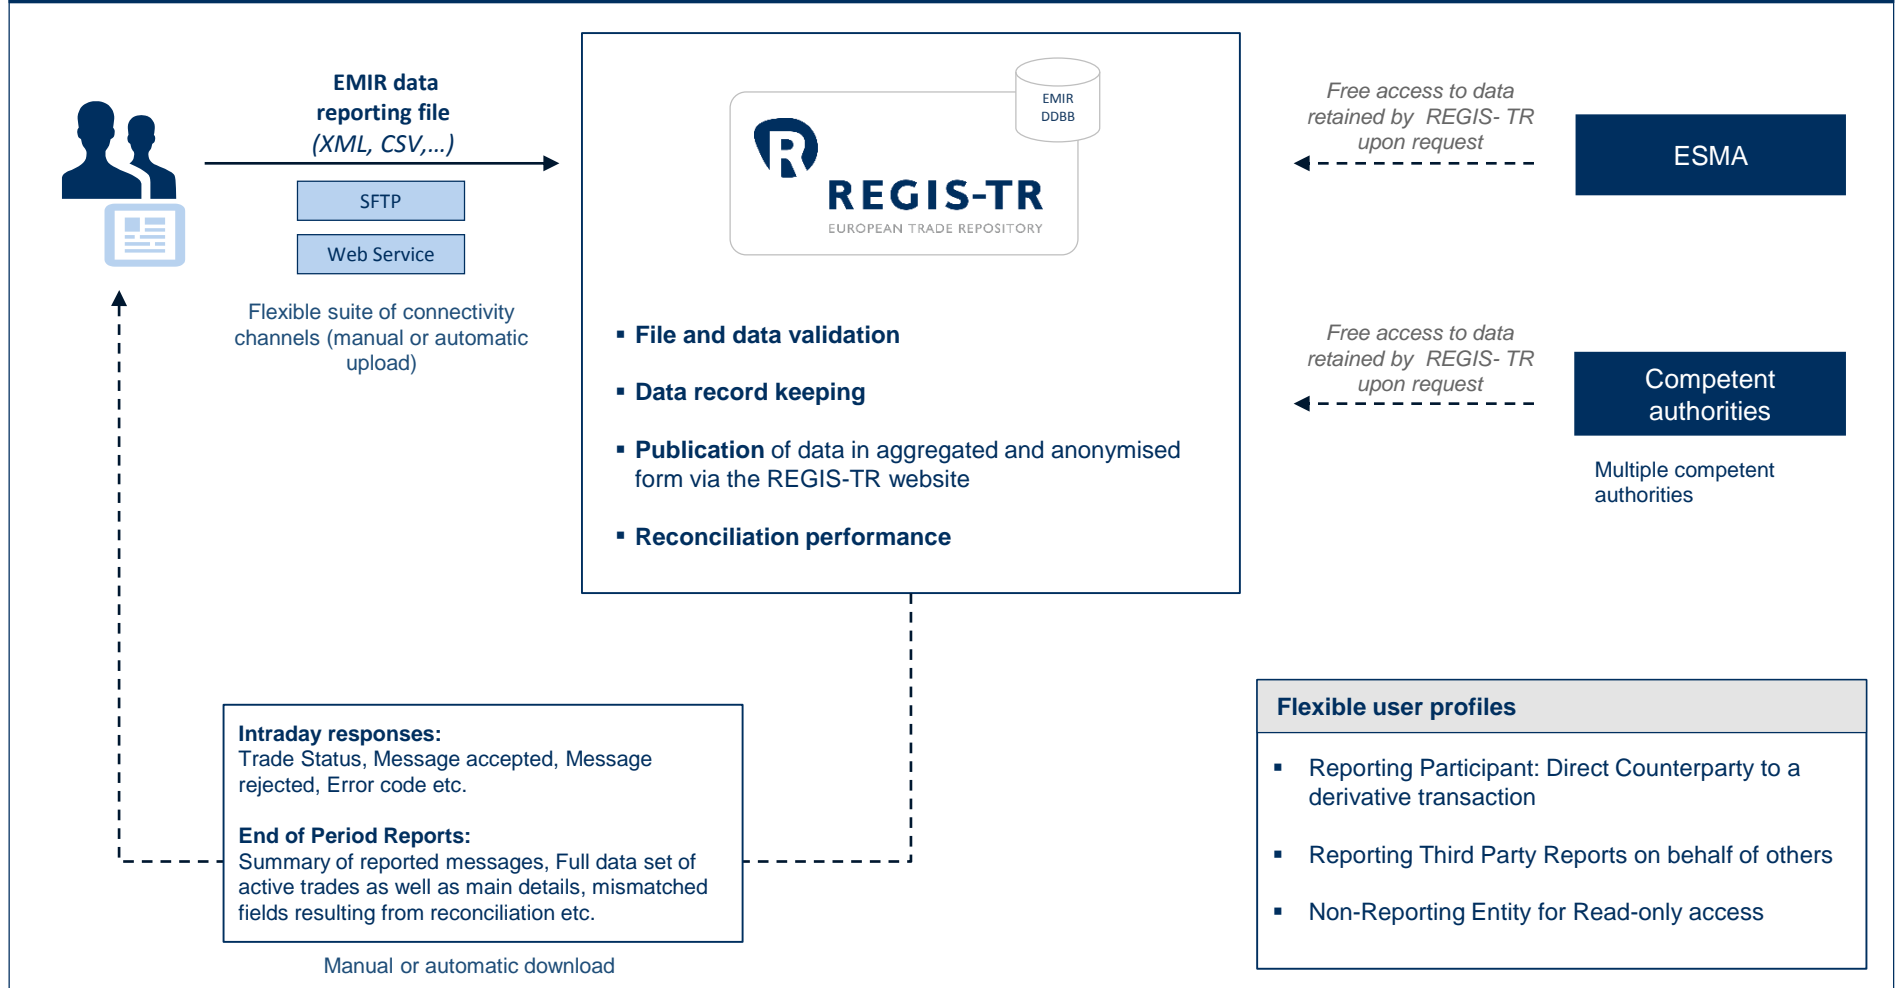 EMIR data
reporting file
(XML, CSV,...)
SFTP
Web Service
Flexible suite of connectivity
channels (manual or automatic
upload)
EMIR
DDBB
R
REGIS-TR
EUROPEAN TRADE REPOSITORY
▪ File and data validation
▪ Data record keeping
▪ Publication of data in aggregated and anonymised
form via the REGIS-TR website
▪ Reconciliation performance
Free access to data
retained by REGIS- TR
upon request
ESMA
Free access to data
retained by REGIS- TR
upon request
Competent
authorities
Multiple competent
authorities
Intraday responses:
Trade Status, Message accepted, Message
rejected, Error code etc.
End of Period Reports:
Summary of reported messages, Full data set of
active trades as well as main details, mismatched
fields resulting from reconciliation etc.
Manual or automatic download
Flexible user profiles
▪ Reporting Participant: Direct Counterparty to a
derivative transaction
▪ Reporting Third Party Reports on behalf of others
▪ Non-Reporting Entity for Read-only access